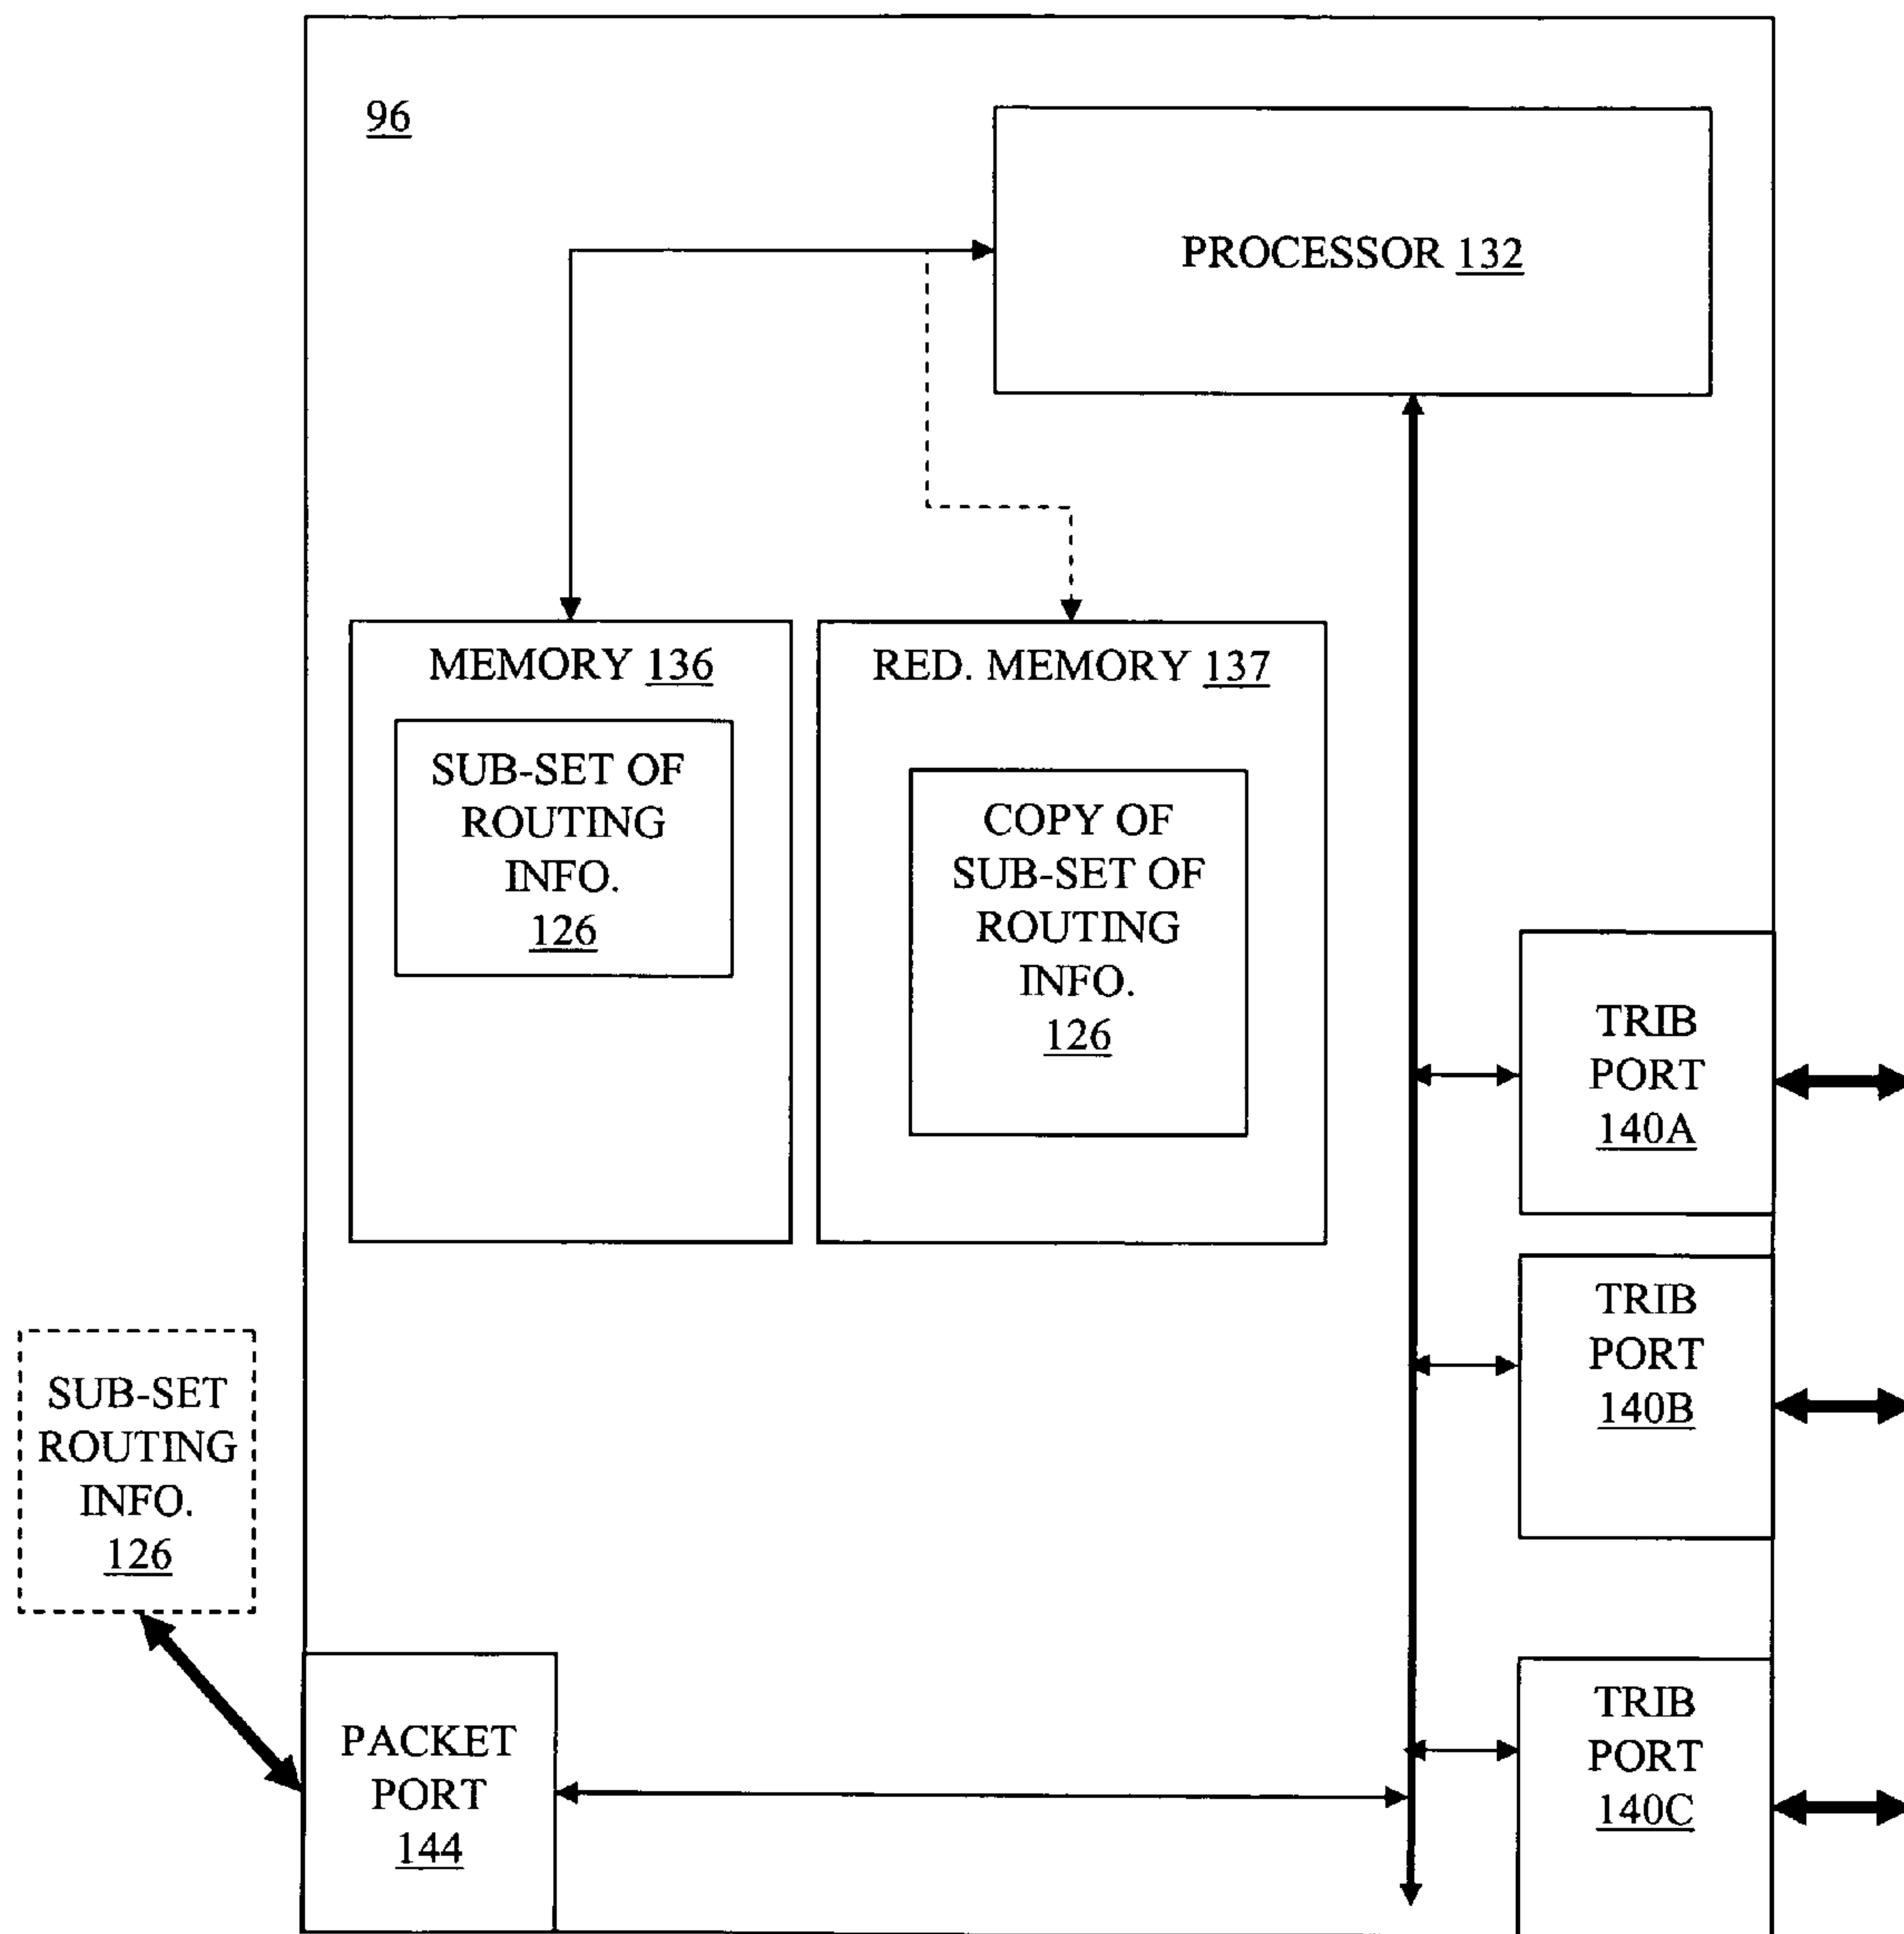 96
PROCESSOR 132
MEMORY 136
SUB-SET OF
ROUTING
INFO.
126
RED. MEMORY 137
COPY OF
SUB-SET OF
ROUTING
INFO.
126
TRIB
PORT
140A
TRIB
PORT
140B
SUB-SET
ROUTING
INFO.
126
PACKET
PORT
144
TRIB
PORT
140C